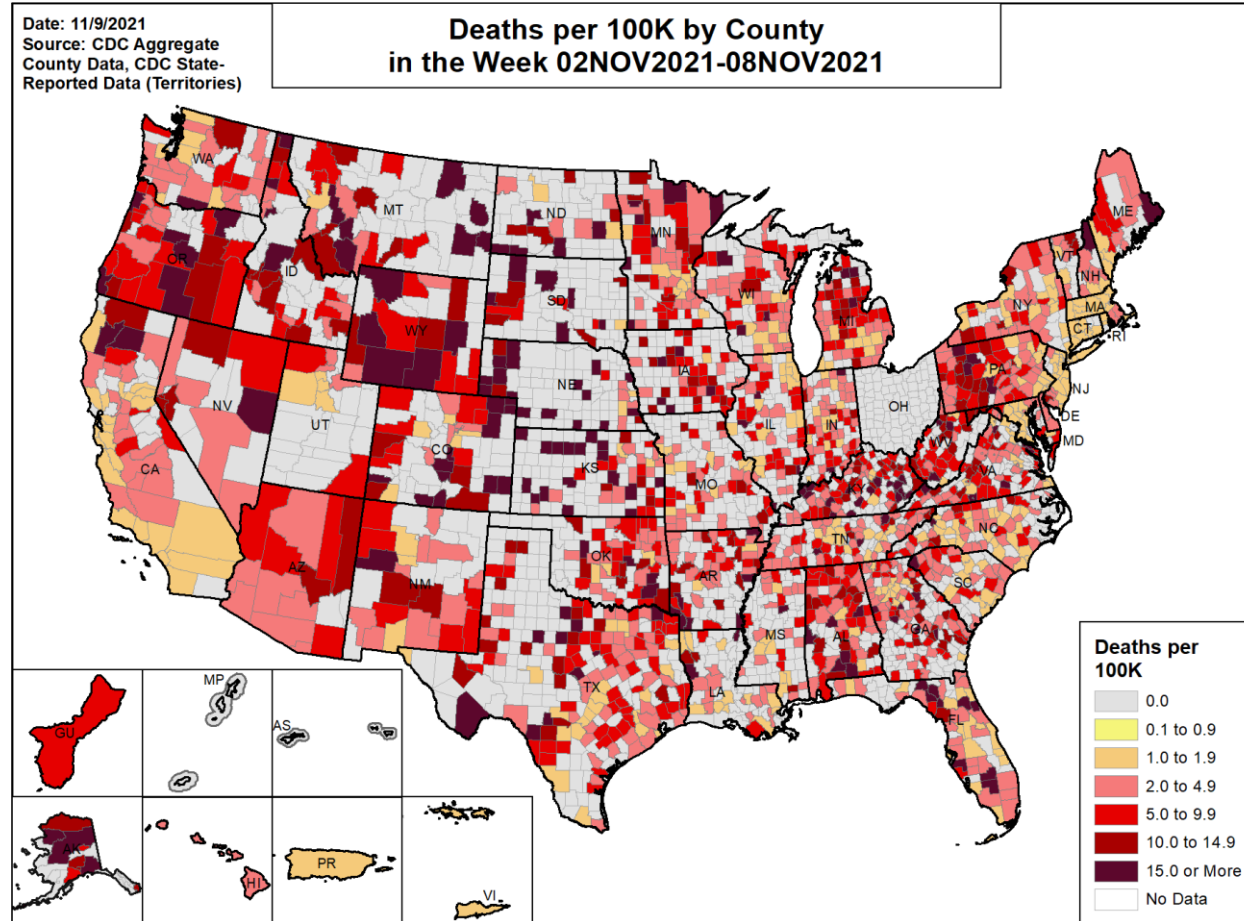 Date: 11/9/2021
Source: CDC Aggregate
County Data, CDC State-
Reported Data (Territories)
Deaths per 100K by County
in the Week 02NOV2021-08NOV2021
WA
MT
ND
MN
ME
OR
ID
SD
WI
MI
VT
NH
NY
MA
CT
RI
WY
IA
PA
NJ
NE
NV
UT
CO
IL
IN
OH
DE
MD
WV
VA
CA
KS
MO
KY
AZ
NM
OK
AR
TN
NC
SC
MS
AL
GA
TX
LA
FL
GU
MP
AS
AK
HI
PR
VI
Deaths per
100K
0.0
0.1 to 0.9
1.0 to 1.9
2.0 to 4.9
5.0 to 9.9
10.0 to 14.9
15.0 or More
No Data